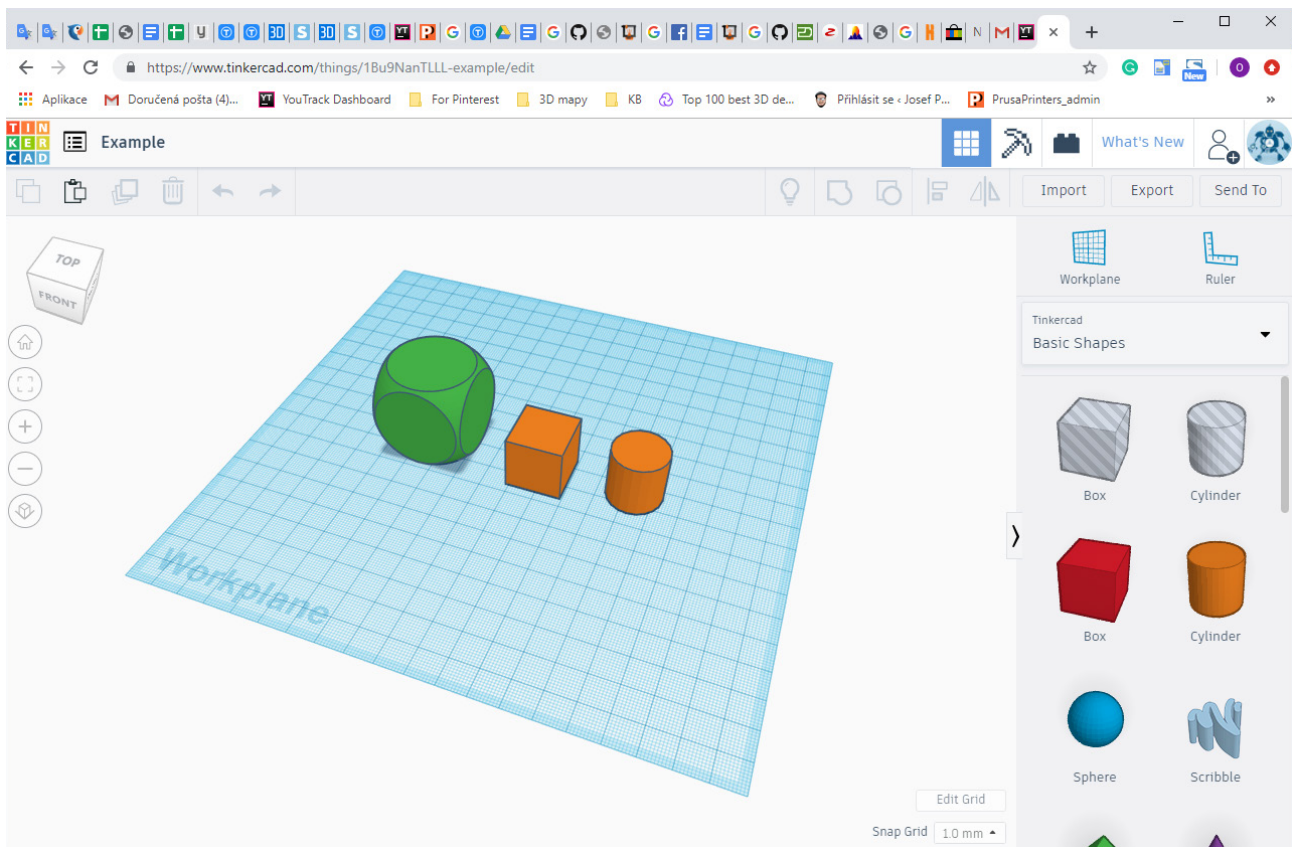 https://www.tinkercad.com/things/1Bu9NanTLLL-example/edit
New
O
Aplikace
Doručená pošta (4)...
YT
YouTrack Dashboard
For Pinterest
3D mapy
KB
Top 100 best 3D de...
Přihlásit se ‹ Josef P...
PrusaPrinters_admin
»
TIN
KER
CAD
Example
What's New
Import
Export
Send To
TOP
FRONT
Workplane
Ruler
Tinkercad
Basic Shapes
Box
Cylinder
Box
Cylinder
Sphere
Scribble
Workplane
Edit Grid
Snap Grid
1.0 mm